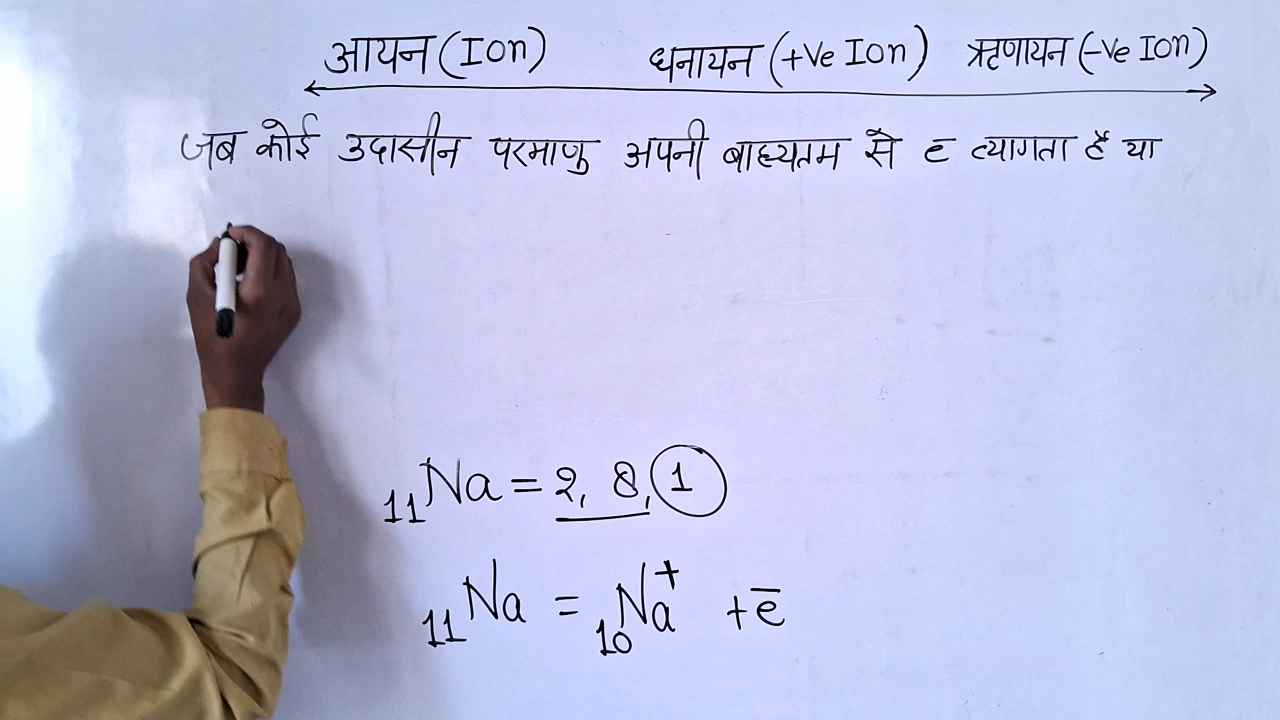 आयन (Ion) धनायन (+Ve Ion) ऋणायन (-Ve Ion)
जब कोई उदासीन परमाणु अपनी बाह्यतम से e त्यागता है या
₁₁Na = 2, 8, 1
₁₁Na = ₁₀Na⁺ + e̅